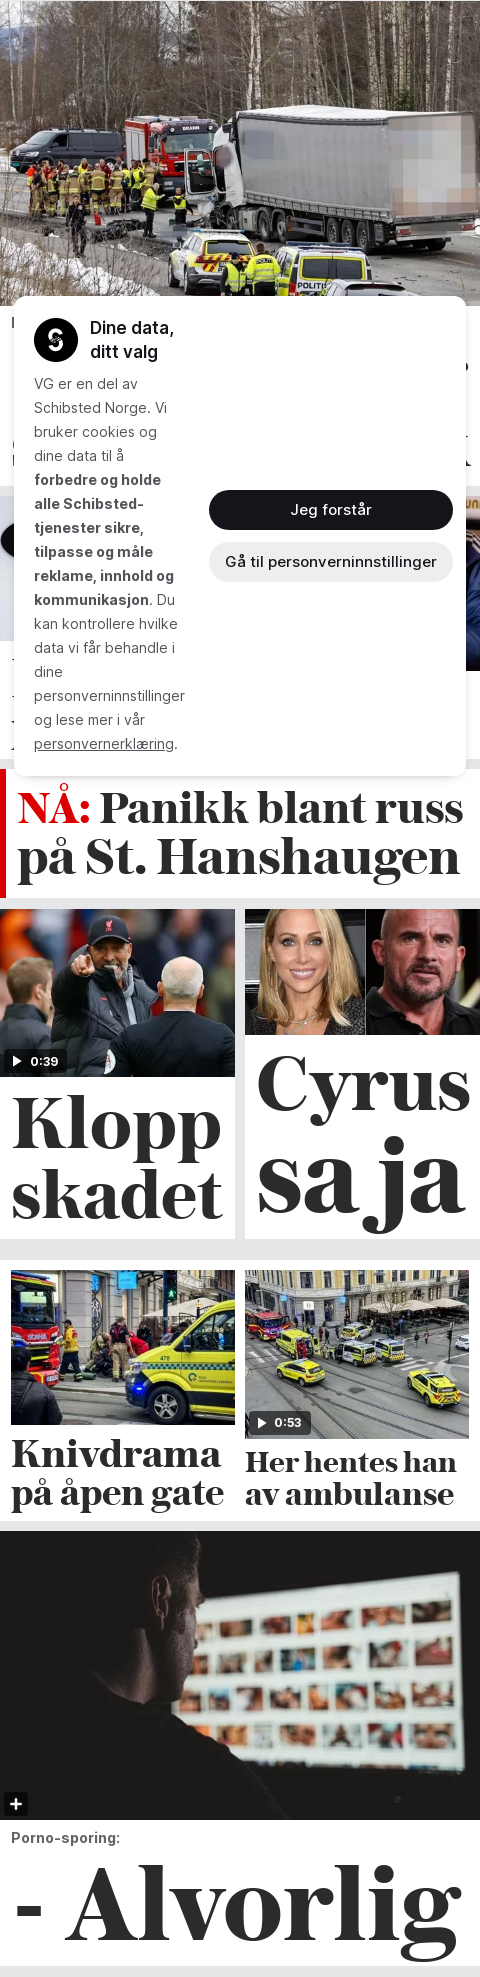 BRANN
POLITI
Dine data,
ditt valg
VG er en del av
Schibsted Norge. Vi
bruker cookies og
dine data til å
forbedre og holde
alle Schibsted-
tjenester sikre,
tilpasse og måle
reklame, innhold og
kommunikasjon. Du
kan kontrollere hvilke
data vi får behandle i
dine
personverninnstillinger
og lese mer i vår
personvernerklæring.
Jeg forstår
Gå til personverninnstillinger
NÅ: Panikk blant russ
på St. Hanshaugen
0:39
Klopp
skadet
Cyrus
sa ja
SCANIA
478
Knivdrama
på åpen gate
0:53
Her hentes han
av ambulanse
Porno-sporing:
- Alvorlig